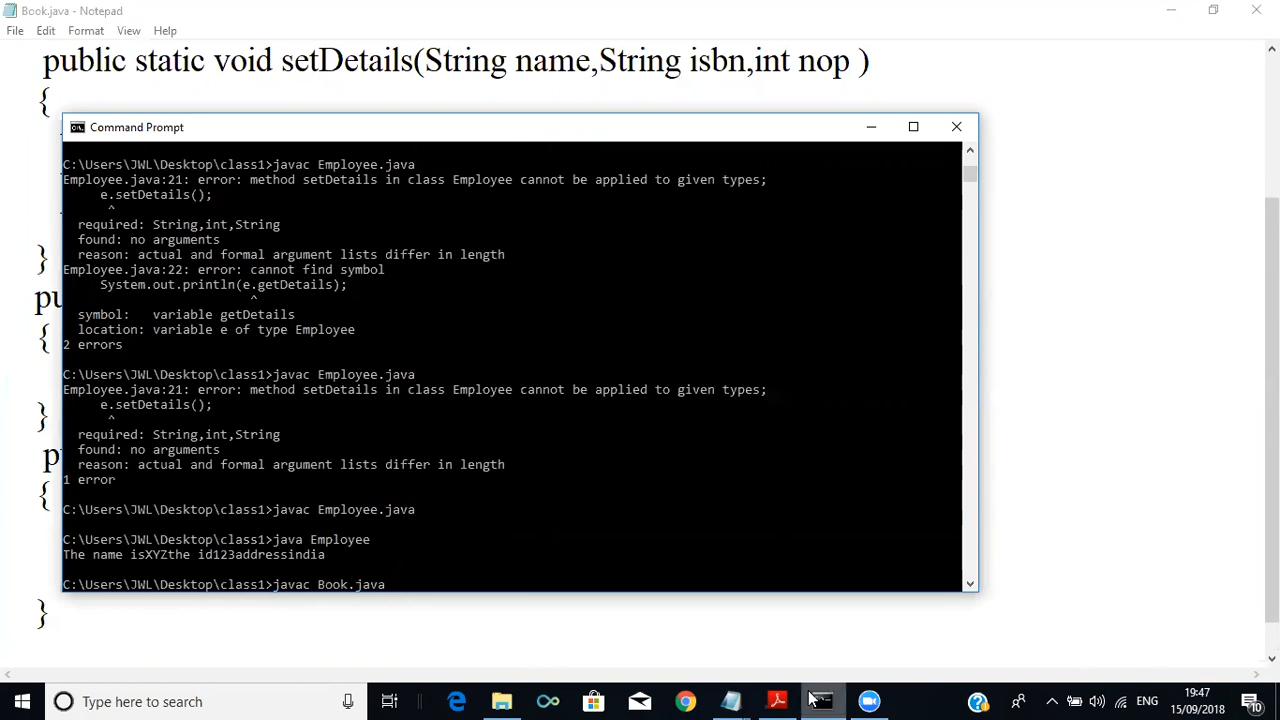 Book.java - Notepad
File Edit Format View Help
public static void setDetails(String name,String isbn,int nop )
{
Command Prompt
C:\Users\JWL\Desktop\class1>javac Employee.java
Employee.java:21: error: method setDetails in class Employee cannot be applied to given types;
e.setDetails();
^
required: String,int,String
found: no arguments
reason: actual and formal argument lists differ in length
Employee.java:22: error: cannot find symbol
System.out.println(e.getDetails);
^
symbol: variable getDetails
location: variable e of type Employee
2 errors
C:\Users\JWL\Desktop\class1>javac Employee.java
Employee.java:21: error: method setDetails in class Employee cannot be applied to given types;
e.setDetails();
^
required: String,int,String
found: no arguments
reason: actual and formal argument lists differ in length
1 error
C:\Users\JWL\Desktop\class1>javac Employee.java
C:\Users\JWL\Desktop\class1>java Employee
The name isXYZthe id123addressindia
C:\Users\JWL\Desktop\class1>javac Book.java
}
{
}
{
}
Type here to search
ENG
19:47
15/09/2018
10